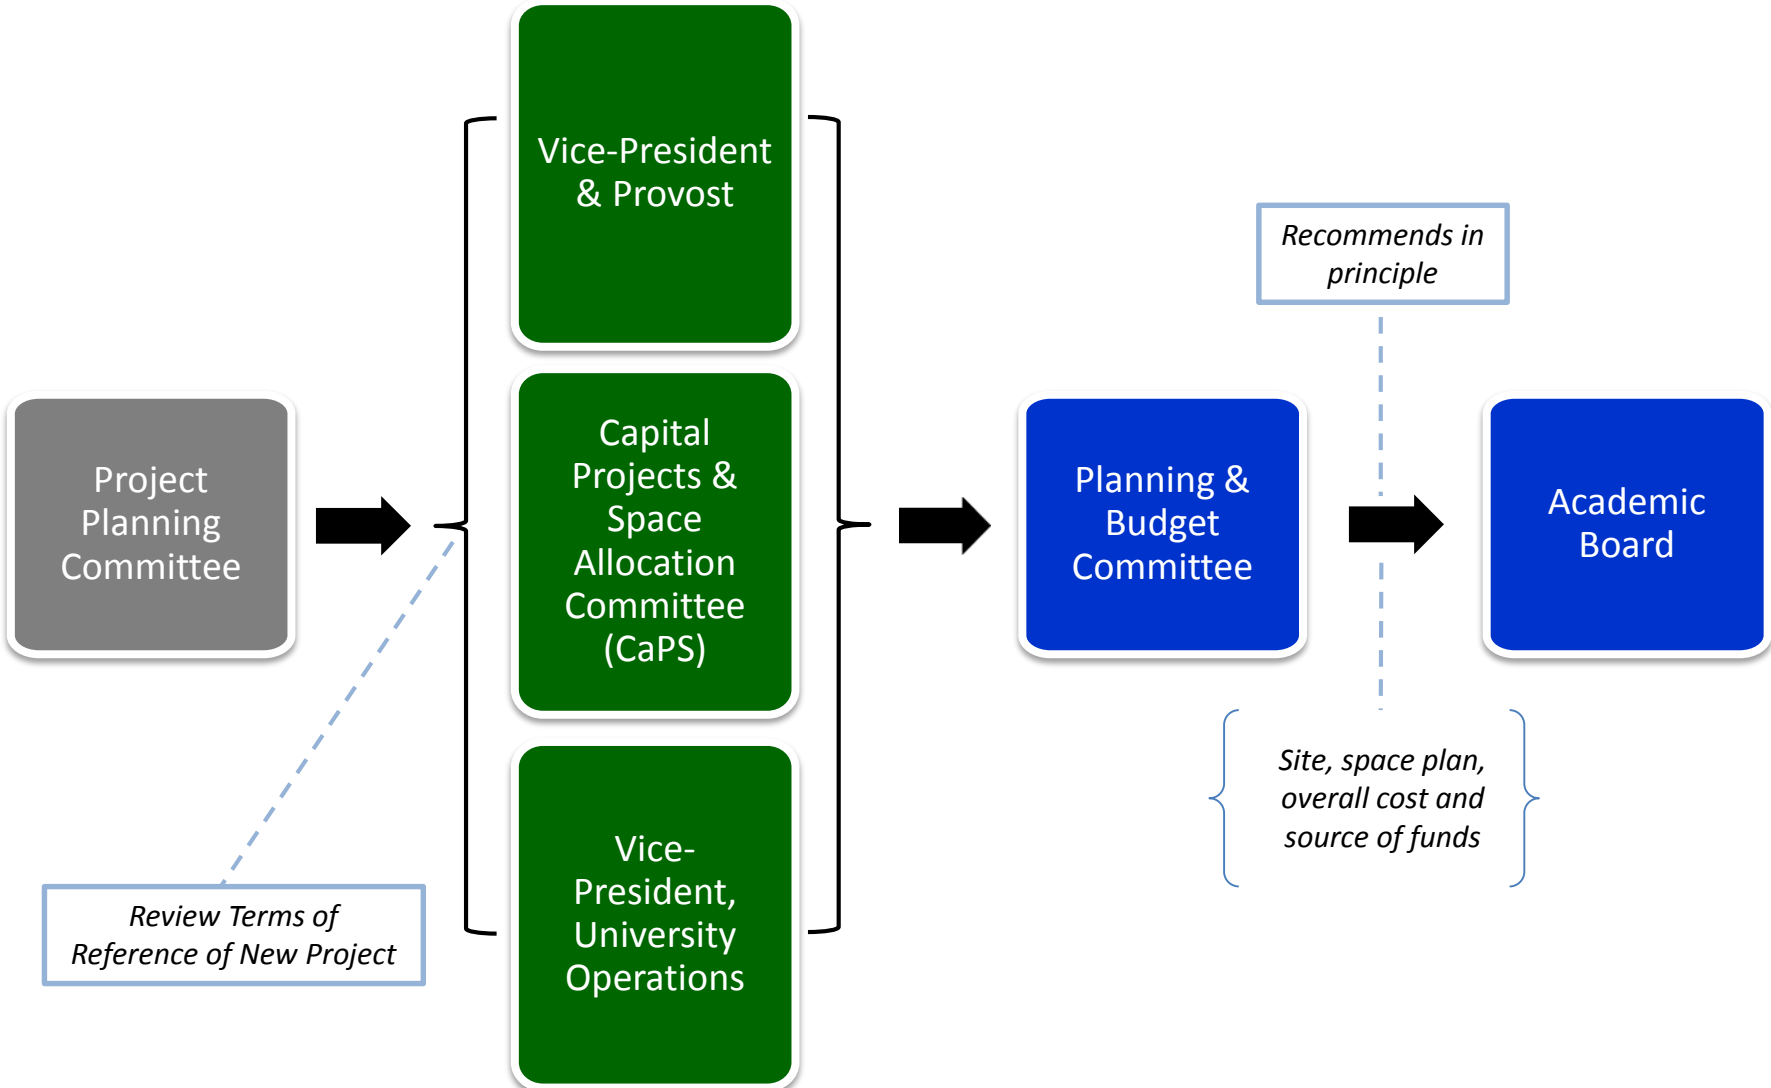 Project
Planning
Committee
Review Terms of
Reference of New Project
Vice-President
& Provost
Capital
Projects &
Space
Allocation
Committee
(CaPS)
Vice-
President,
University
Operations
Planning &
Budget
Committee
Recommends in
principle
Site, space plan,
overall cost and
source of funds
Academic
Board